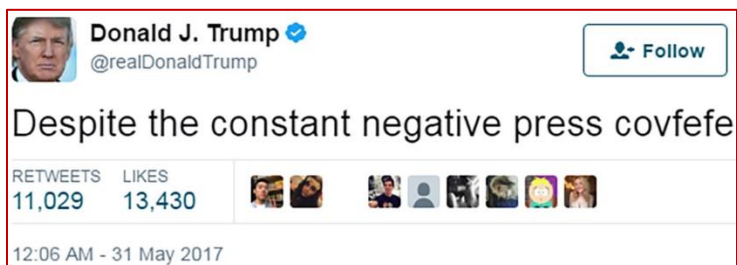 Donald J. Trump
@realDonaldTrump
Follow
Despite the constant negative press covfefe
RETWEETS LIKES
11,029 13,430
12:06 AM - 31 May 2017